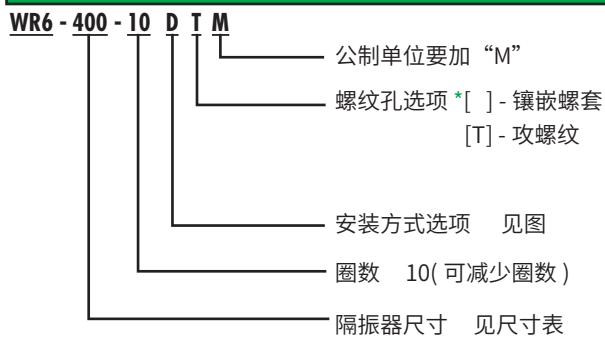 WR6 - 400 - 10 D T M
公制单位要加“M”
螺纹孔选项 *[ ] - 镶嵌螺套
[T] - 攻螺纹
安装方式选项 见图
圈数 10( 可减少圈数 )
隔振器尺寸 见尺寸表